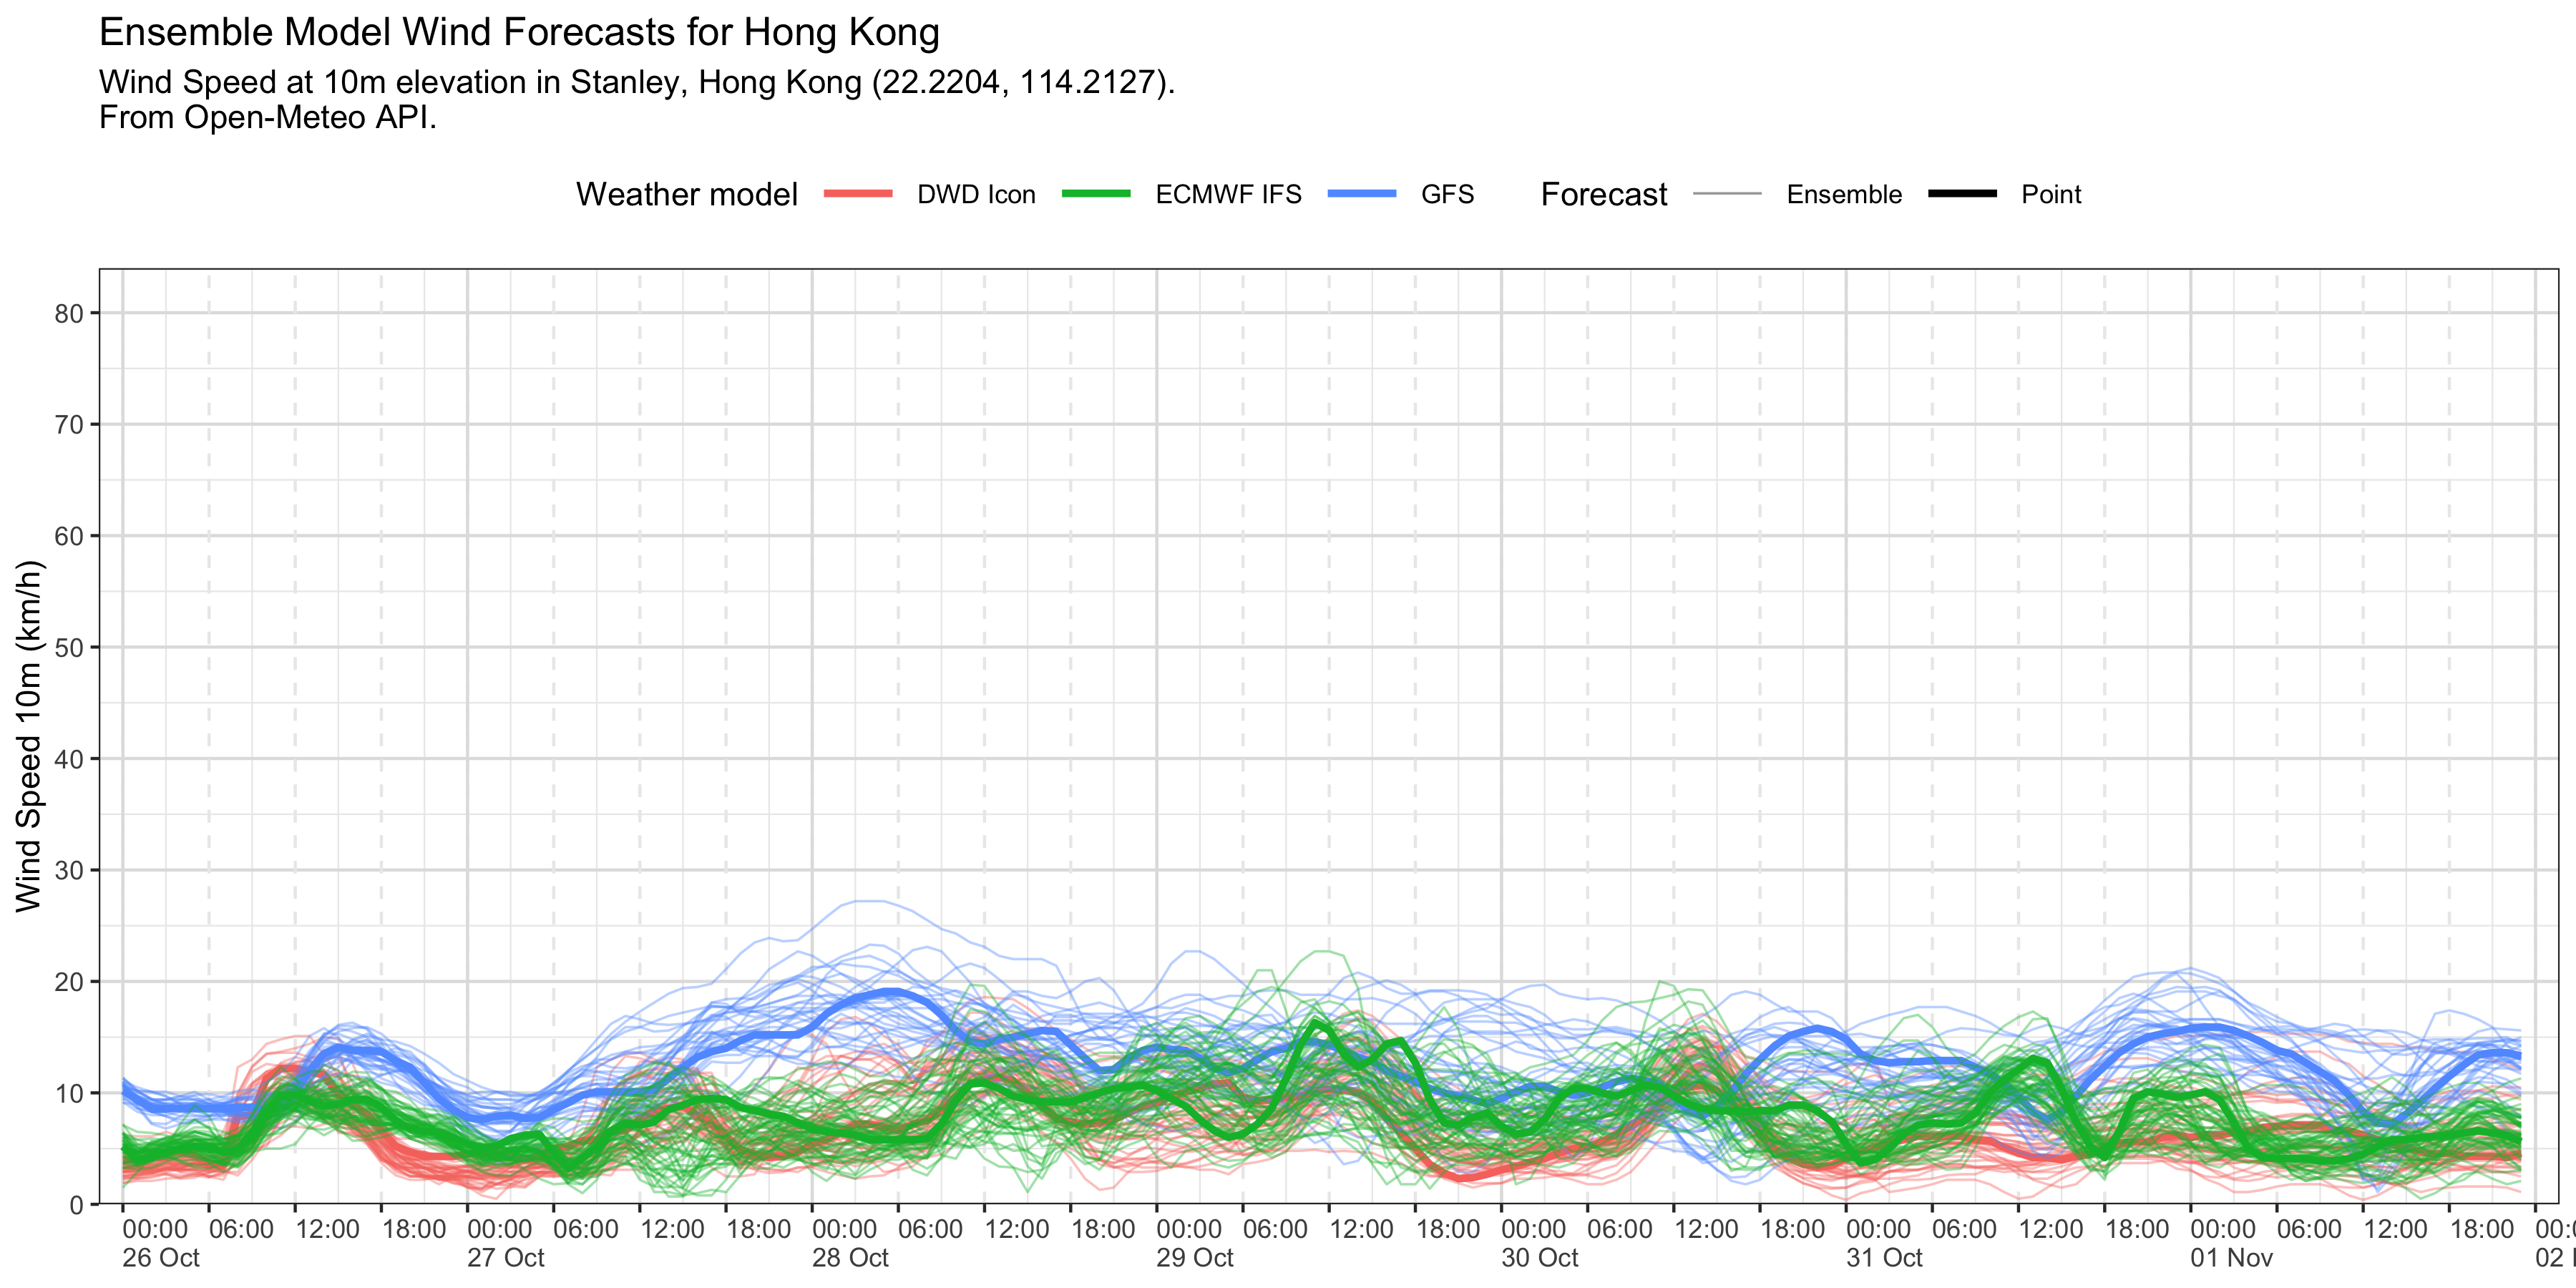 Ensemble Model Wind Forecasts for Hong Kong
Wind Speed at 10m elevation in Stanley, Hong Kong (22.2204, 114.2127).
From Open-Meteo API.
Weather model DWD Icon ECMWF IFS GFS Forecast Ensemble Point
Wind Speed 10m (km/h)
80
70
60
50
40
30
20
10
0
00:00 06:00 12:00 18:00 00:00 06:00 12:00 18:00 00:00 06:00 12:00 18:00 00:00 06:00 12:00 18:00 00:00 06:00 12:00 18:00 00:00 06:00 12:00 18:00 00:00 06:00 12:00 18:00
26 Oct 27 Oct 28 Oct 29 Oct 30 Oct 31 Oct 01 Nov 02